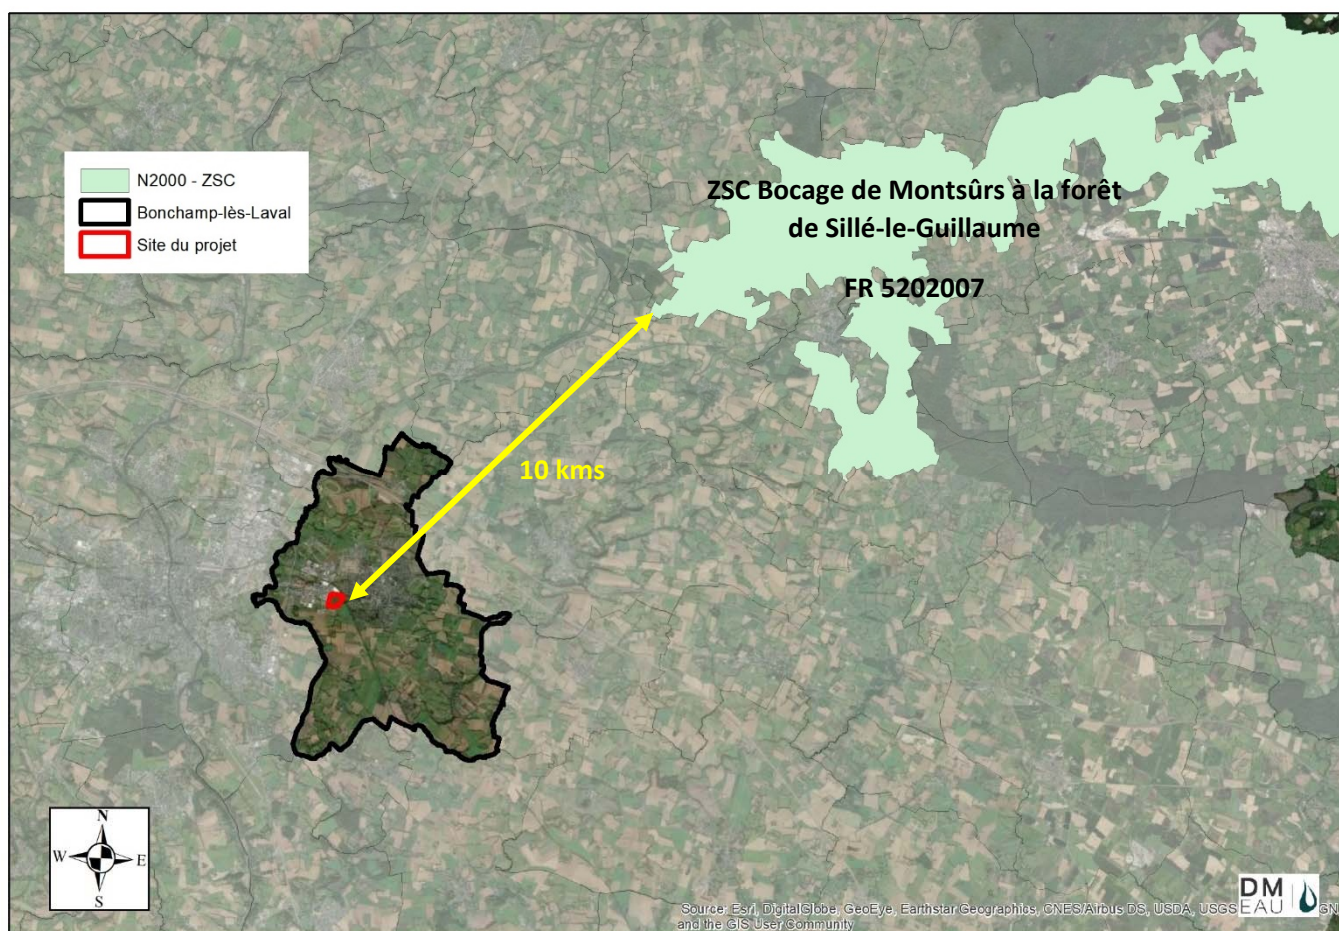 N2000 - ZSC
Bonchamp-lès-Laval
Site du projet
ZSC Bocage de Montsûrs à la forêt
de Sillé-le-Guillaume
FR 5202007
10 kms
N
W
E
S
DM
EAU
Source: Esri, DigitalGlobe, GeoEye, Earthstar Geographics, CNES/Airbus DS, USDA, USGS
and the GIS User Community